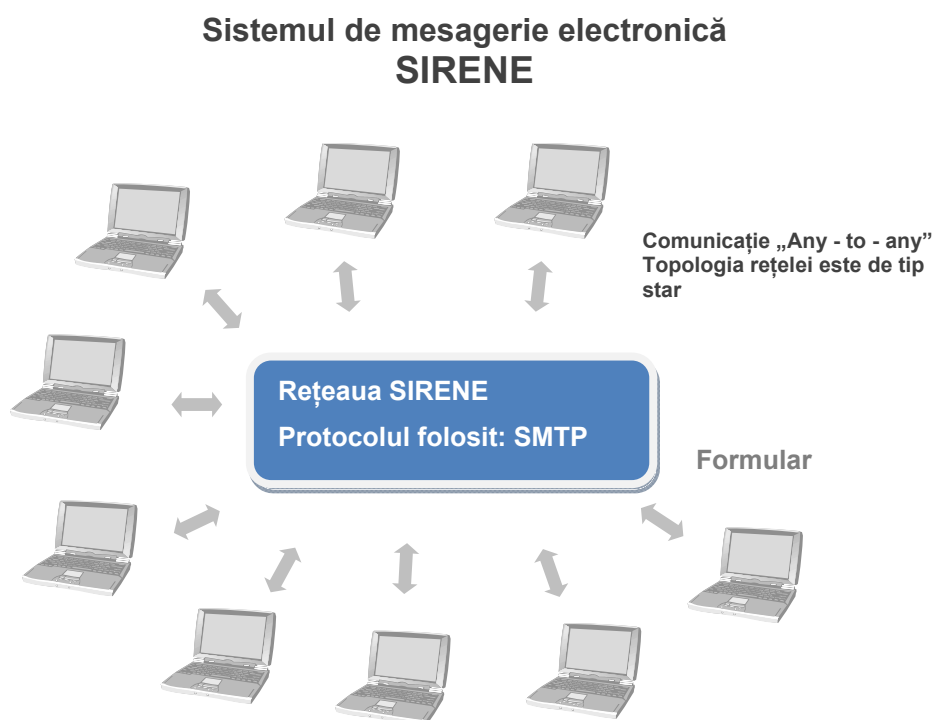 Sistemul de mesagerie electronică
SIRENE
Comunicație „Any - to - any”
Topologia rețelei este de tip
star
Rețeaua SIRENE
Protocolul folosit: SMTP
Formular